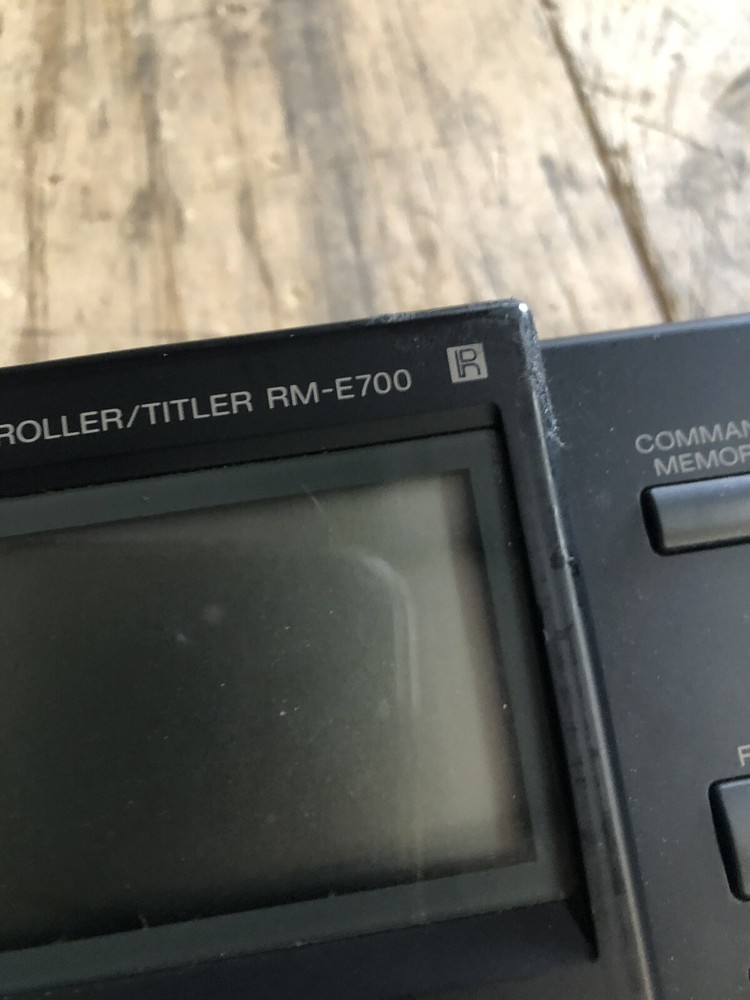 ROLLER/TITLER RM-E700 R
COMMAN
MEMOR
F